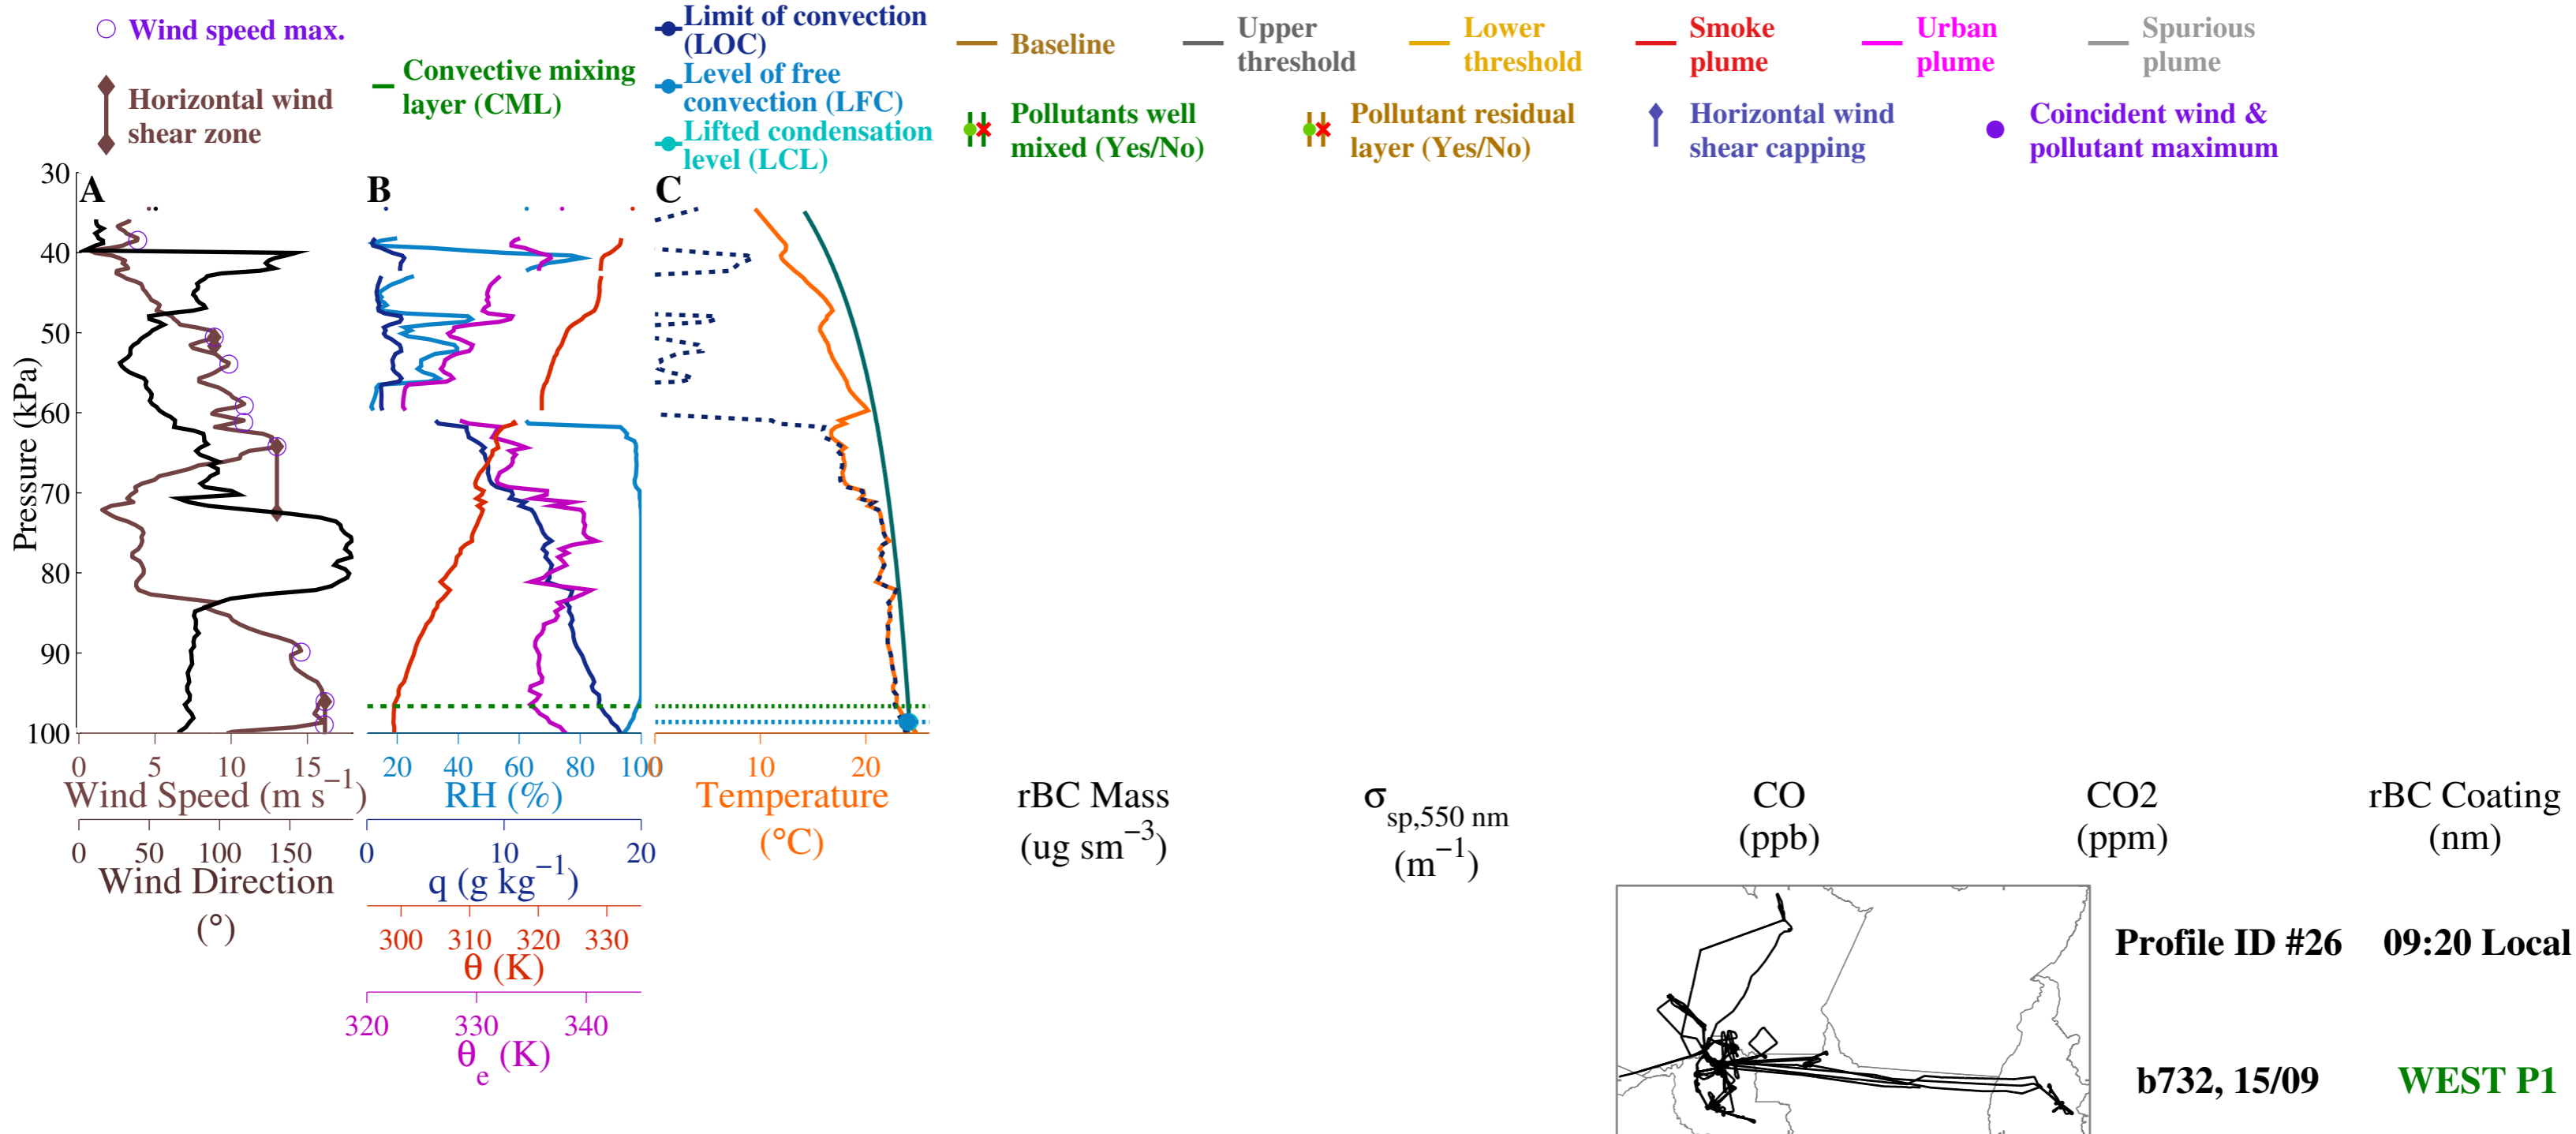 Wind speed max.
Horizontal wind
shear zone
Convective mixing
layer (CML)
Limit of convection
(LOC)
Level of free
convection (LFC)
Lifted condensation
level (LCL)
Baseline
Upper
threshold
Lower
threshold
Smoke
plume
Urban
plume
Spurious
plume
Pollutants well
mixed (Yes/No)
Pollutant residual
layer (Yes/No)
Horizontal wind
shear capping
Coincident wind &
pollutant maximum
A
B
C
30
40
50
60
70
80
90
100
Pressure (kPa)
0 5 10 15
Wind Speed (m s⁻¹)
0 50 100 150
Wind Direction
(°)
20 40 60 80 100
RH (%)
0 10 20
q (g kg⁻¹)
300 310 320 330
θ (K)
320 330 340
θe (K)
0 10 20
Temperature
(°C)
rBC Mass
(ug sm⁻³)
σsp,550 nm
(m⁻¹)
CO
(ppb)
CO2
(ppm)
rBC Coating
(nm)
Profile ID #26 09:20 Local
b732, 15/09 WEST P1